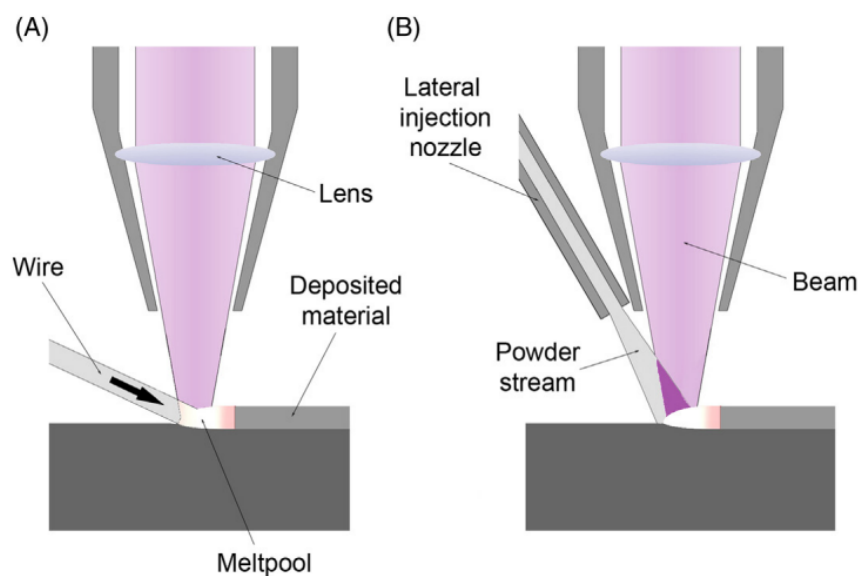 (A)
Lens
Wire
Deposited
material
Meltpool
(B)
Lateral
injection
nozzle
Beam
Powder
stream